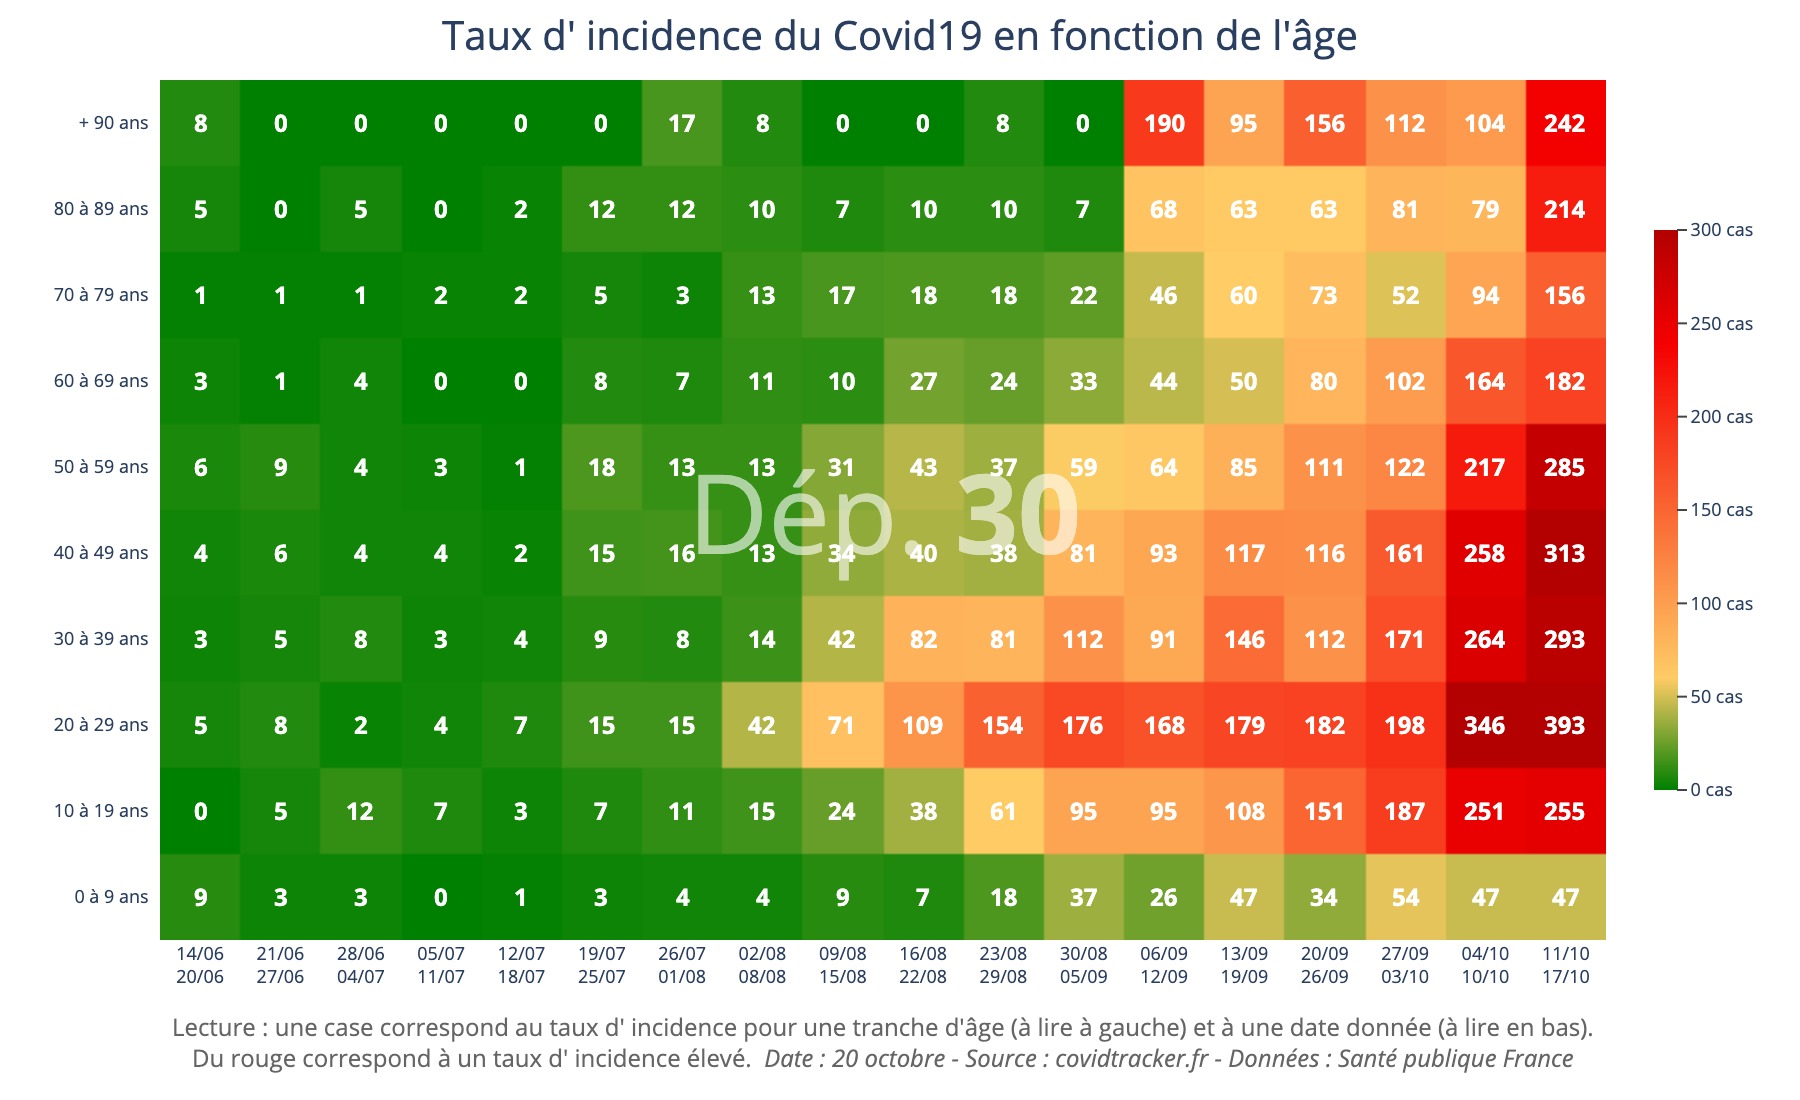 Taux d' incidence du Covid19 en fonction de l'âge
+ 90 ans 8 0 0 0 0 0 17 8 0 0 8 0 190 95 156 112 104 242
80 à 89 ans 5 0 5 0 2 12 12 10 7 10 10 7 68 63 63 81 79 214
300 cas
70 à 79 ans 1 1 1 2 2 5 3 13 17 18 18 22 46 60 73 52 94 156
250 cas
60 à 69 ans 3 1 4 0 0 8 7 11 10 27 24 33 44 50 80 102 164 182
200 cas
50 à 59 ans 6 9 4 3 1 18 13 13 31 43 37 59 64 85 111 122 217 285
Dép. 30
150 cas
40 à 49 ans 4 6 4 4 2 15 16 13 34 40 38 81 93 117 116 161 258 313
100 cas
30 à 39 ans 3 5 8 3 4 9 8 14 42 82 81 112 91 146 112 171 264 293
50 cas
20 à 29 ans 5 8 2 4 7 15 15 42 71 109 154 176 168 179 182 198 346 393
0 cas
10 à 19 ans 0 5 12 7 3 7 11 15 24 38 61 95 95 108 151 187 251 255
0 à 9 ans 9 3 3 0 1 3 4 4 9 7 18 37 26 47 34 54 47 47
14/06 21/06 28/06 05/07 12/07 19/07 26/07 02/08 09/08 16/08 23/08 30/08 06/09 13/09 20/09 27/09 04/10 11/10
20/06 27/06 04/07 11/07 18/07 25/07 01/08 08/08 15/08 22/08 29/08 05/09 12/09 19/09 26/09 03/10 10/10 17/10
Lecture : une case correspond au taux d' incidence pour une tranche d'âge (à lire à gauche) et à une date donnée (à lire en bas).
Du rouge correspond à un taux d' incidence élevé. Date : 20 octobre - Source : covidtracker.fr - Données : Santé publique France